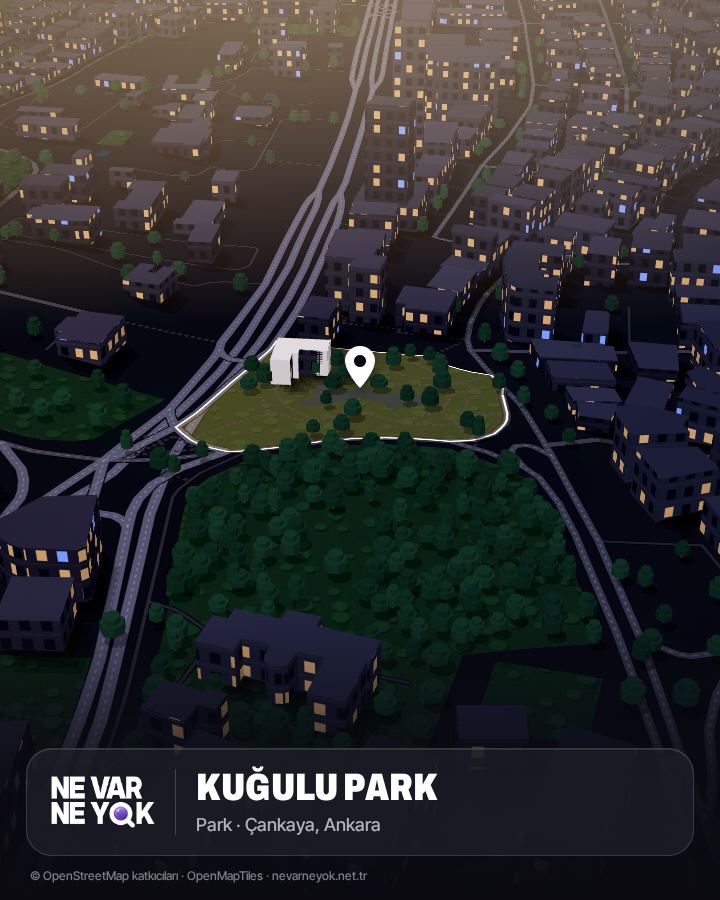 NE VAR
NE YOK
KUĞULU PARK
Park · Çankaya, Ankara
© OpenStreetMap katkıcıları · OpenMapTiles · nevarneyok.net.tr